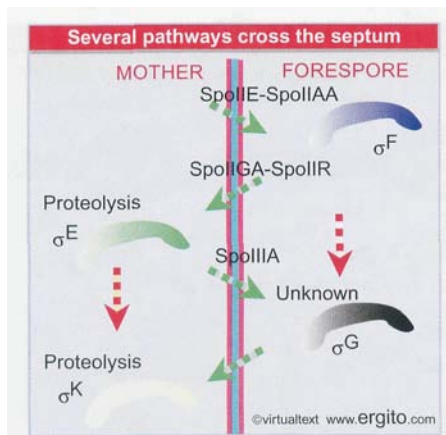 Several pathways cross the septum
MOTHER FORESPORE
SpoIIE-SpoIIAA
σF
SpoIIGA-SpoIIR
Proteolysis
σE
SpoIIIA
Unknown
σG
Proteolysis
σK
©virtualtext www.ergito.com